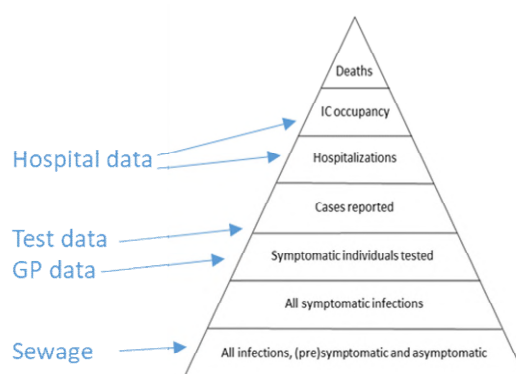 Deaths
IC occupancy
Hospital data
Hospitalizations
Cases reported
Test data
Symptomatic individuals tested
GP data
All symptomatic infections
Sewage
All infections, (pre)symptomatic and asymptomatic